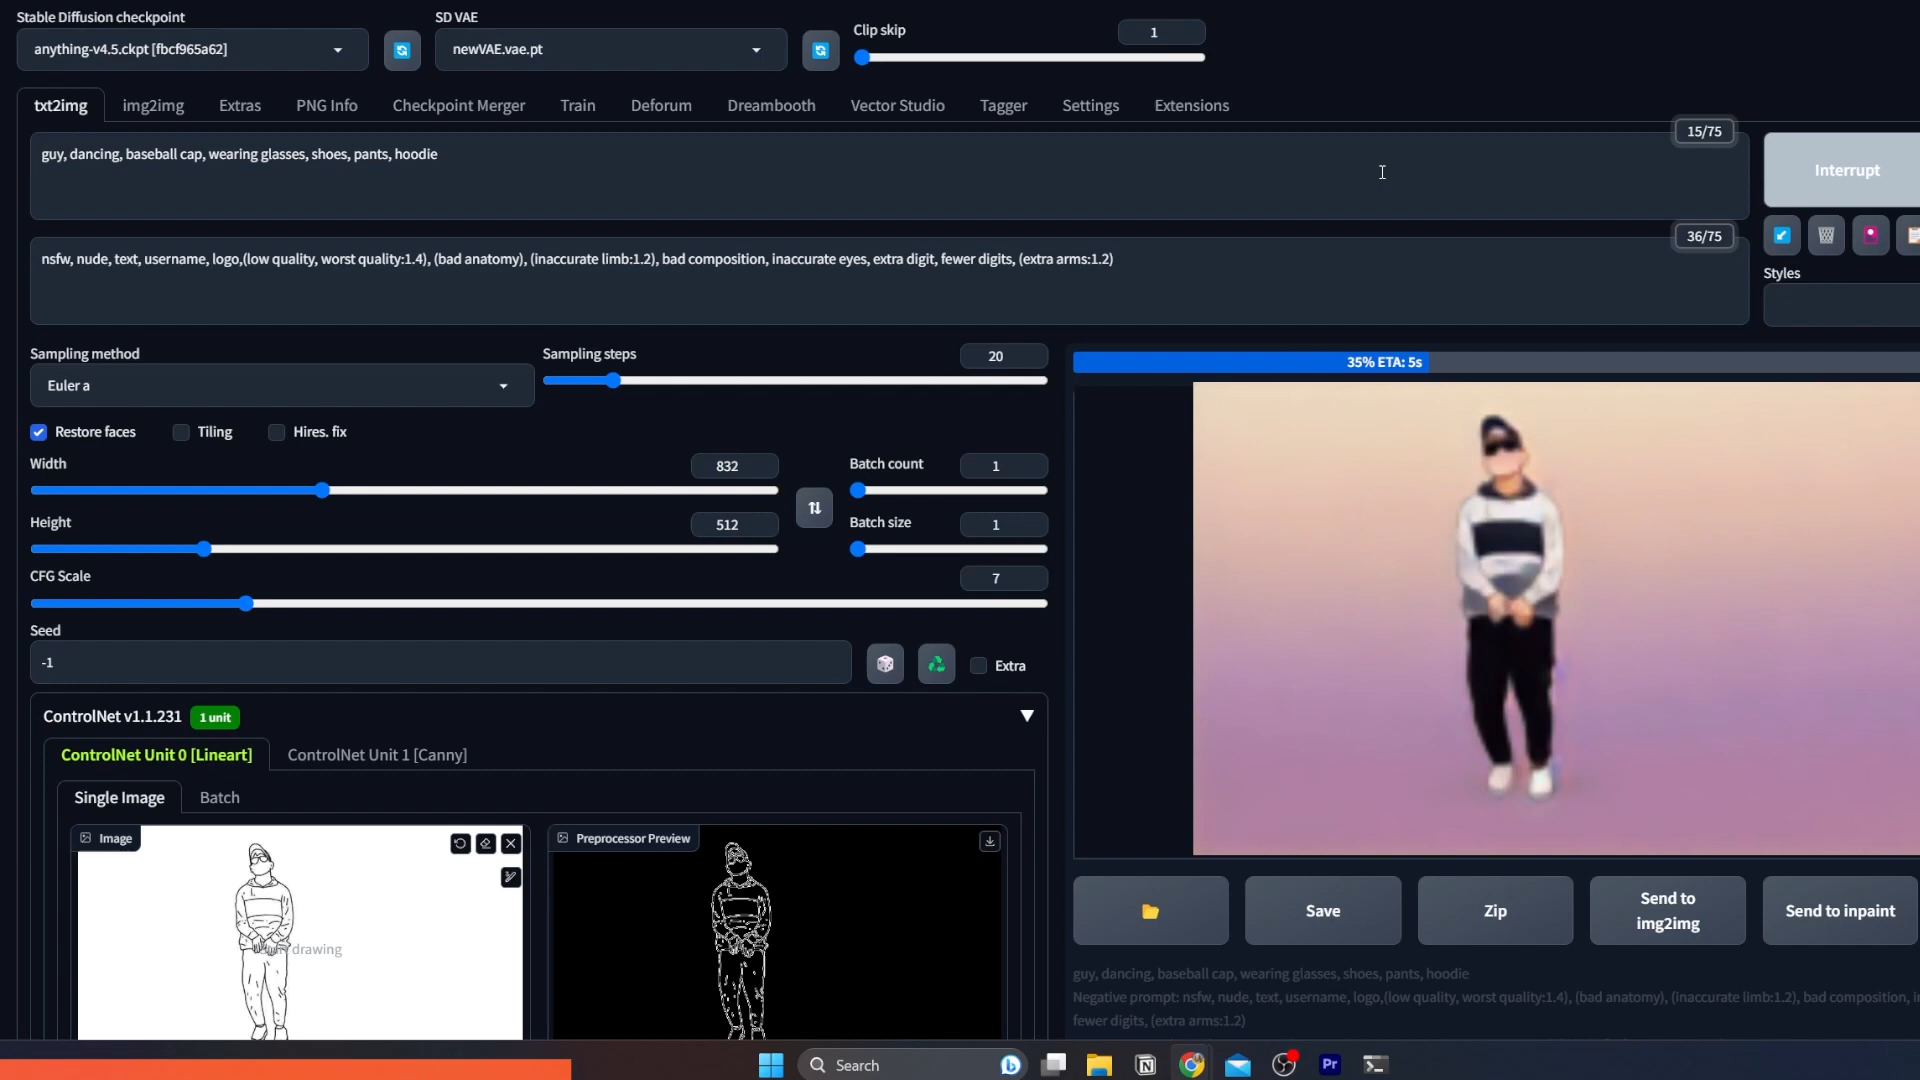 Stable Diffusion checkpoint
SD VAE
Clip skip
1
anything-v4.5.ckpt [fbcf965a62]
newVAE.vae.pt
txt2img
img2img
Extras
PNG Info
Checkpoint Merger
Train
Deforum
Dreambooth
Vector Studio
Tagger
Settings
Extensions
15/75
guy, dancing, baseball cap, wearing glasses, shoes, pants, hoodie
Interrupt
36/75
nsfw, nude, text, username, logo,(low quality, worst quality:1.4), (bad anatomy), (inaccurate limb:1.2), bad composition, inaccurate eyes, extra digit, fewer digits, (extra arms:1.2)
Styles
Sampling method
Sampling steps
20
Euler a
35% ETA: 5s
Restore faces
Tiling
Hires. fix
Width
832
Batch count
1
Height
512
Batch size
1
CFG Scale
7
Seed
-1
Extra
ControlNet v1.1.231
1 unit
ControlNet Unit 0 [Lineart]
ControlNet Unit 1 [Canny]
Single Image
Batch
Image
Preprocessor Preview
drawing
Save
Zip
Send to
img2img
Send to inpaint
guy, dancing, baseball cap, wearing glasses, shoes, pants, hoodie
Negative prompt: nsfw, nude, text, username, logo,(low quality, worst quality:1.4), (bad anatomy), (inaccurate limb:1.2), bad composition,
fewer digits, (extra arms:1.2)
Search
Pr